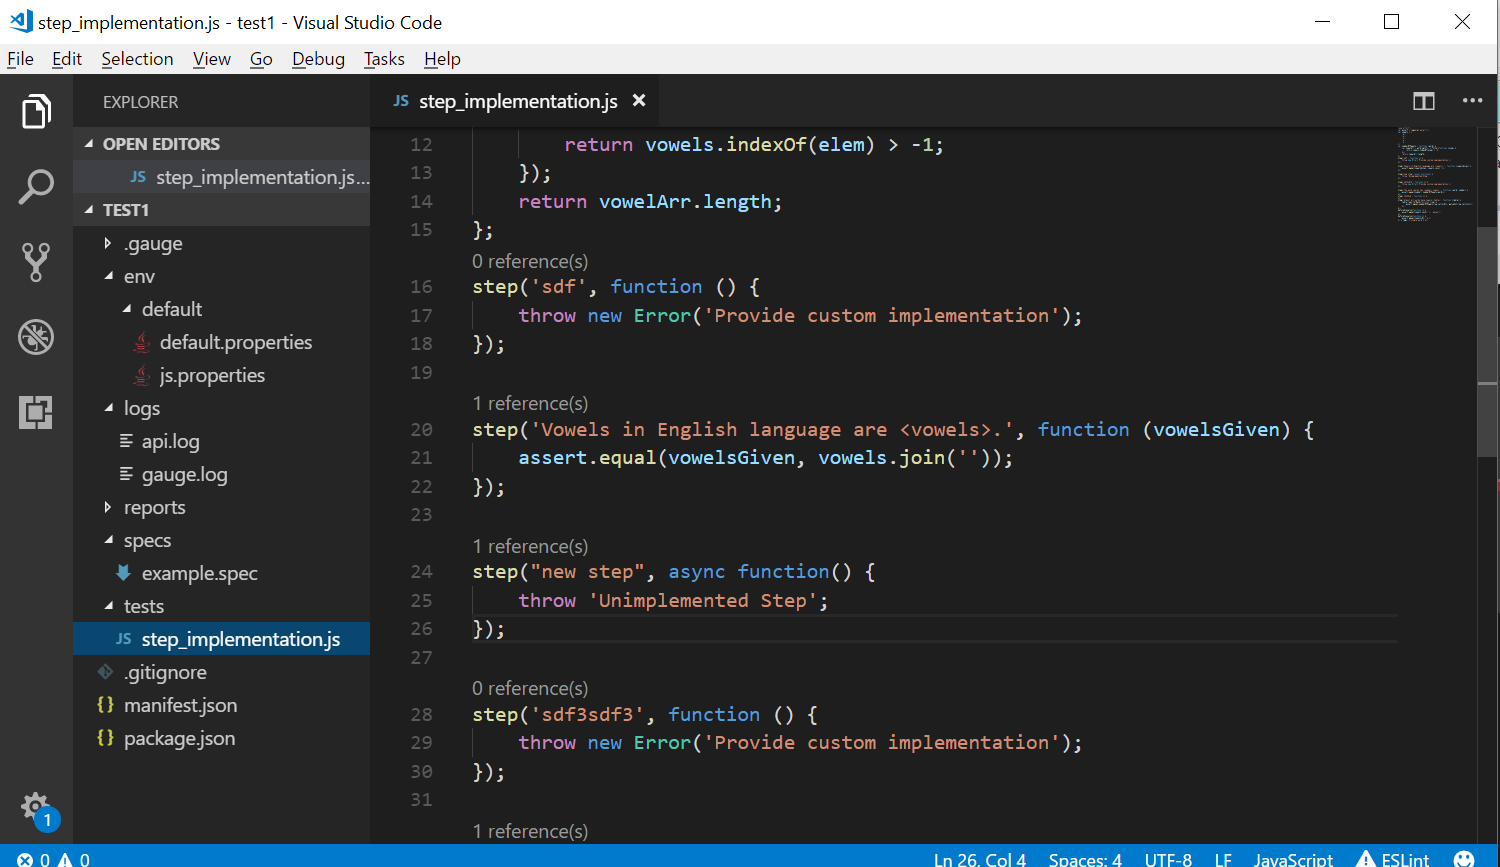 step_implementation.js - test1 - Visual Studio Code
File Edit Selection View Go Debug Tasks Help
EXPLORER
OPEN EDITORS
JS step_implementation.js...
TEST1
.gauge
env
default
default.properties
js.properties
logs
api.log
gauge.log
reports
specs
example.spec
tests
JS step_implementation.js
.gitignore
{} manifest.json
{} package.json
1
JS step_implementation.js
12 return vowels.indexOf(elem) > -1;
13 });
14 return vowelArr.length;
15 };
0 reference(s)
16 step('sdf', function () {
17 throw new Error('Provide custom implementation');
18 });
19
1 reference(s)
20 step('Vowels in English language are <vowels>.', function (vowelsGiven) {
21 assert.equal(vowelsGiven, vowels.join(''));
22 });
23
1 reference(s)
24 step("new step", async function() {
25 throw 'Unimplemented Step';
26 });
27
0 reference(s)
28 step('sdf3sdf3', function () {
29 throw new Error('Provide custom implementation');
30 });
31
1 reference(s)
0 0 Ln 26, Col 4 Spaces: 4 UTF-8 LF JavaScript ESLint